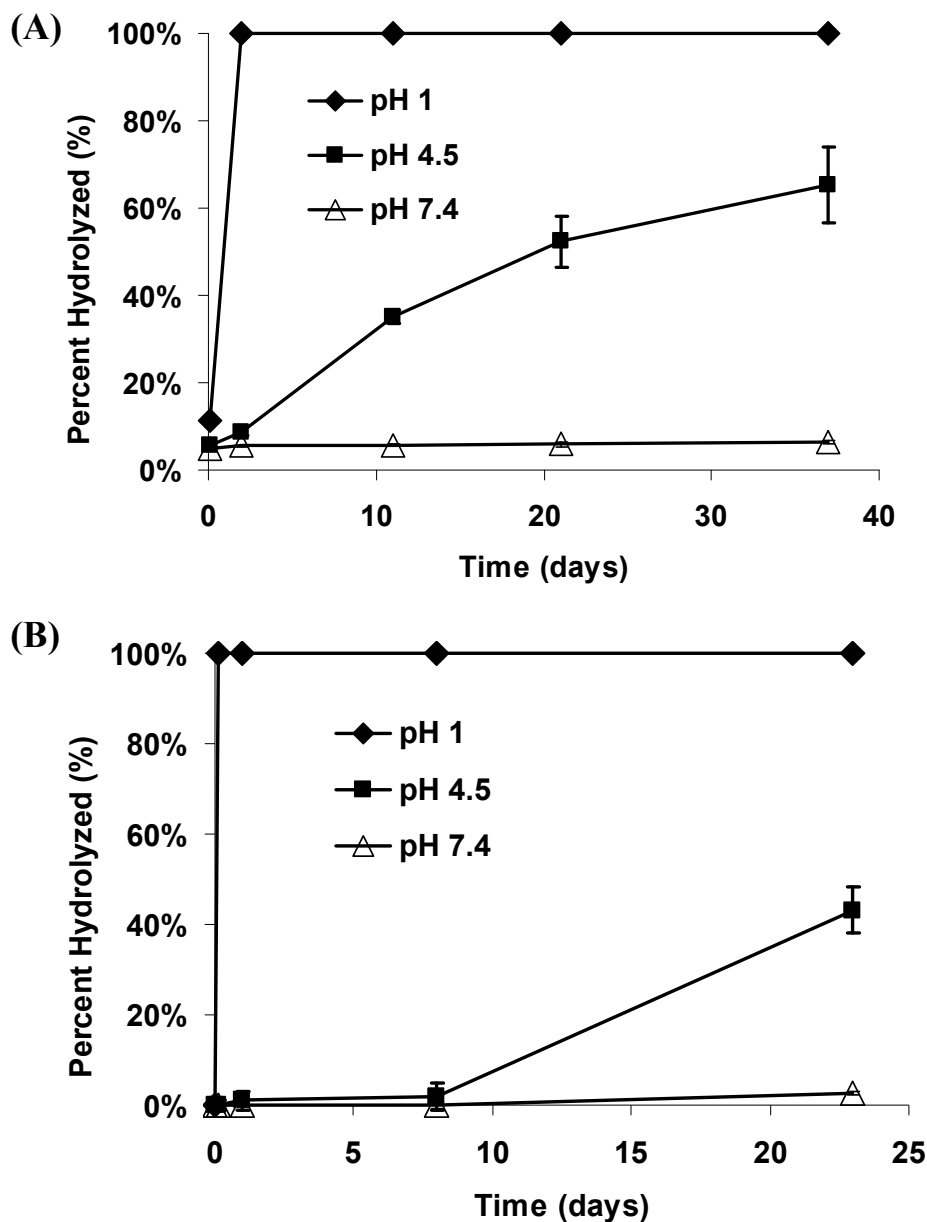 (A)
Percent Hydrolyzed (%)
100%
80%
60%
40%
20%
0%
pH 1
pH 4.5
pH 7.4
0 10 20 30 40
Time (days)
(B)
Percent Hydrolyzed (%)
100%
80%
60%
40%
20%
0%
pH 1
pH 4.5
pH 7.4
0 5 10 15 20 25
Time (days)